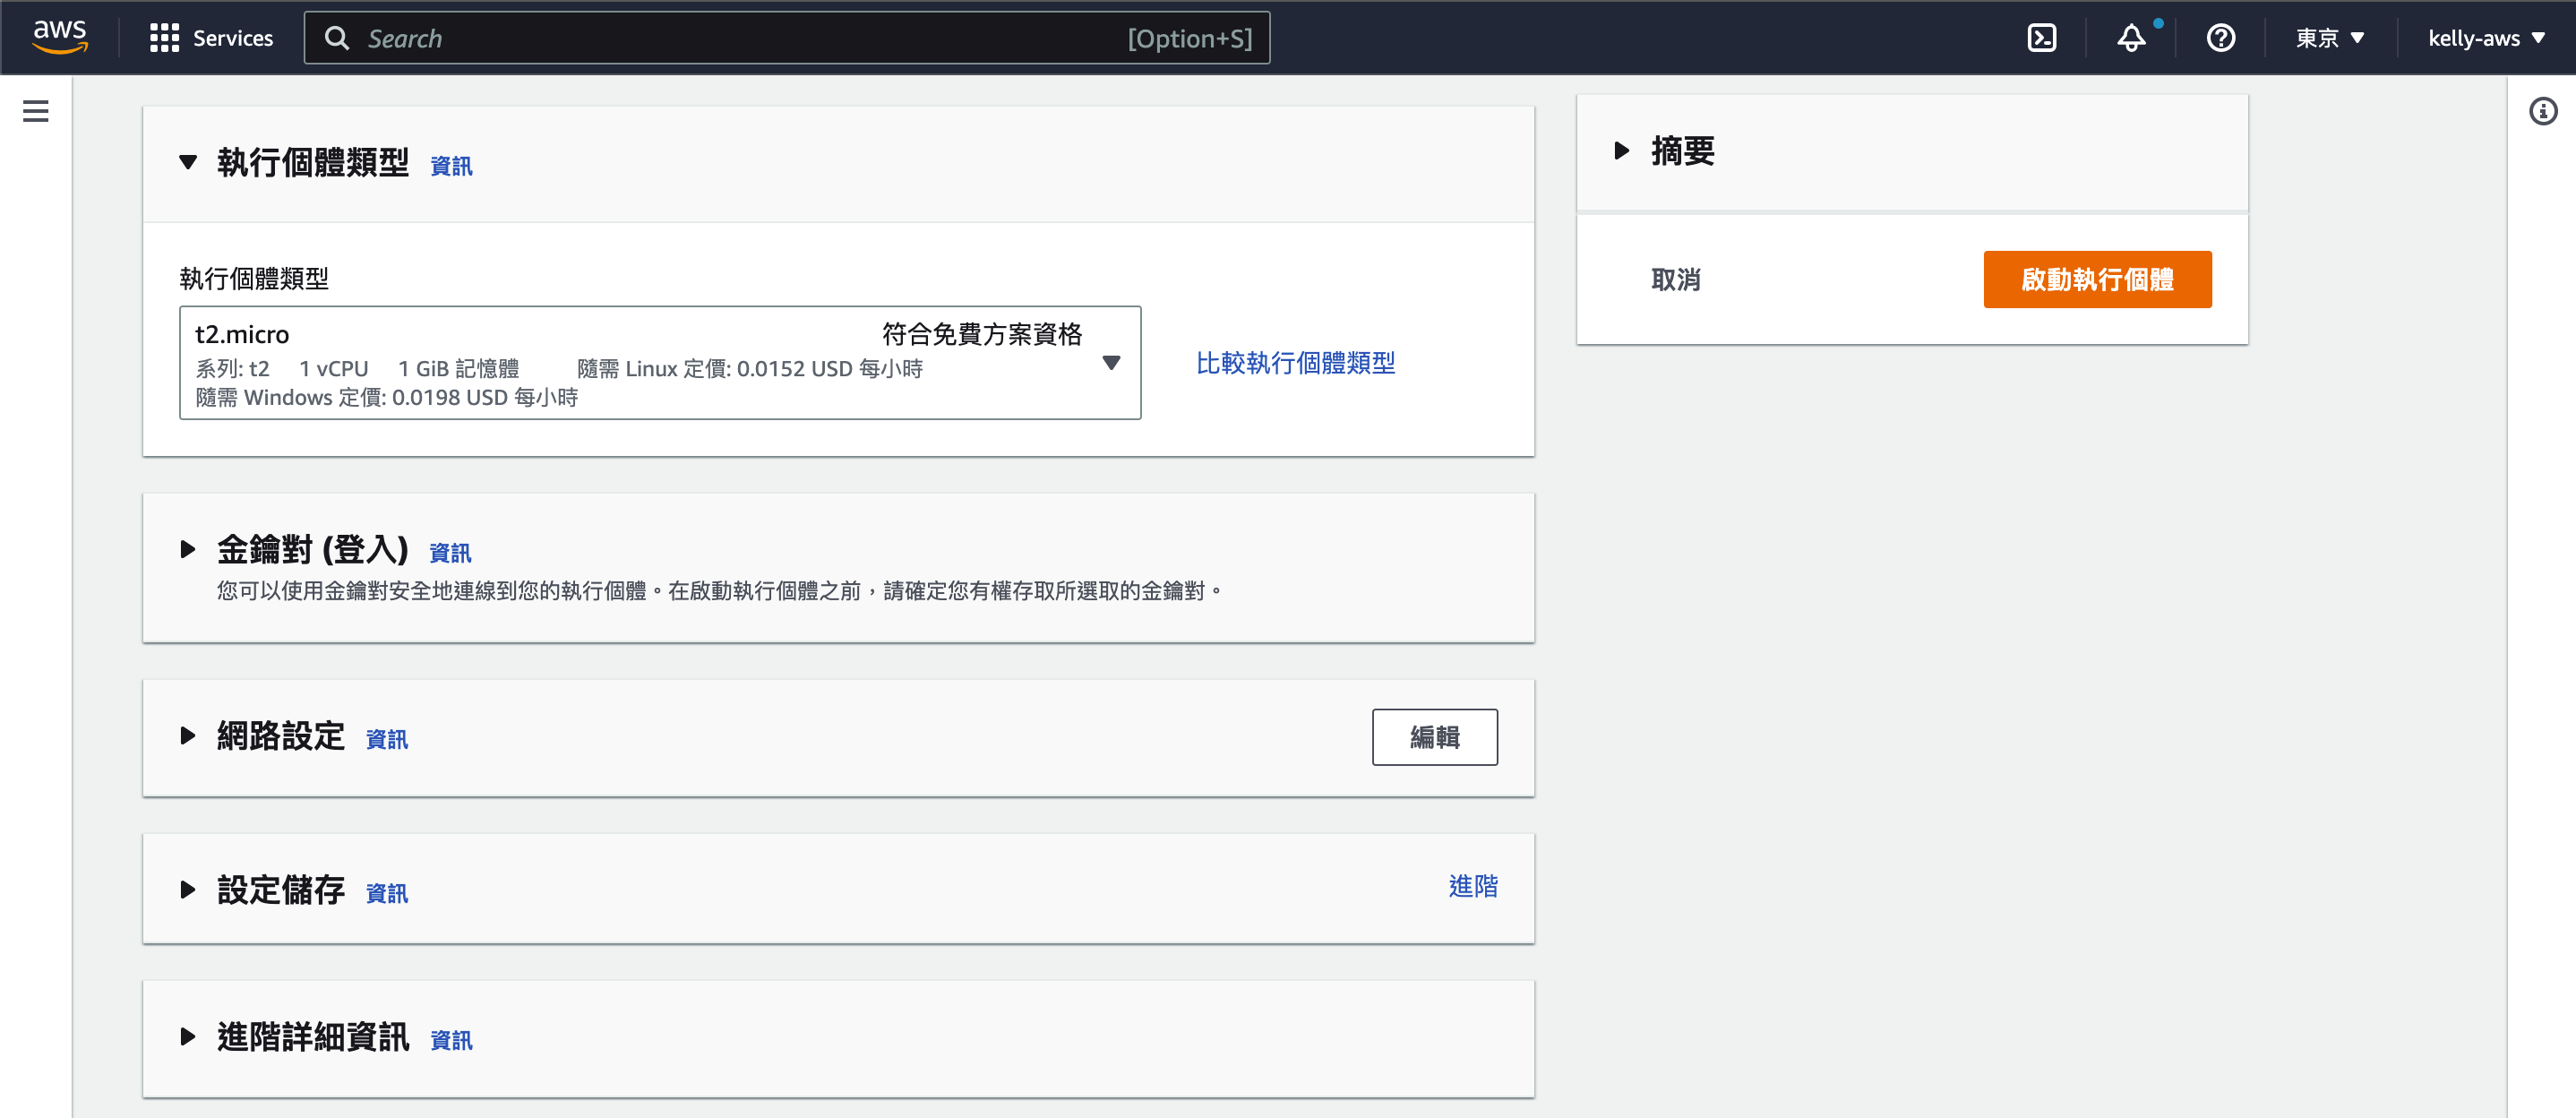 aws
Services
Search
[Option+S]
東京
kelly-aws
執行個體類型 資訊
執行個體類型
t2.micro 符合免費方案資格
系列: t2 1 vCPU 1 GiB 記憶體 隨需 Linux 定價: 0.0152 USD 每小時
隨需 Windows 定價: 0.0198 USD 每小時
比較執行個體類型
金鑰對 (登入) 資訊
您可以使用金鑰對安全地連線到您的執行個體。在啟動執行個體之前，請確定您有權存取所選取的金鑰對。
網路設定 資訊
編輯
設定儲存 資訊
進階
進階詳細資訊 資訊
摘要
取消
啟動執行個體